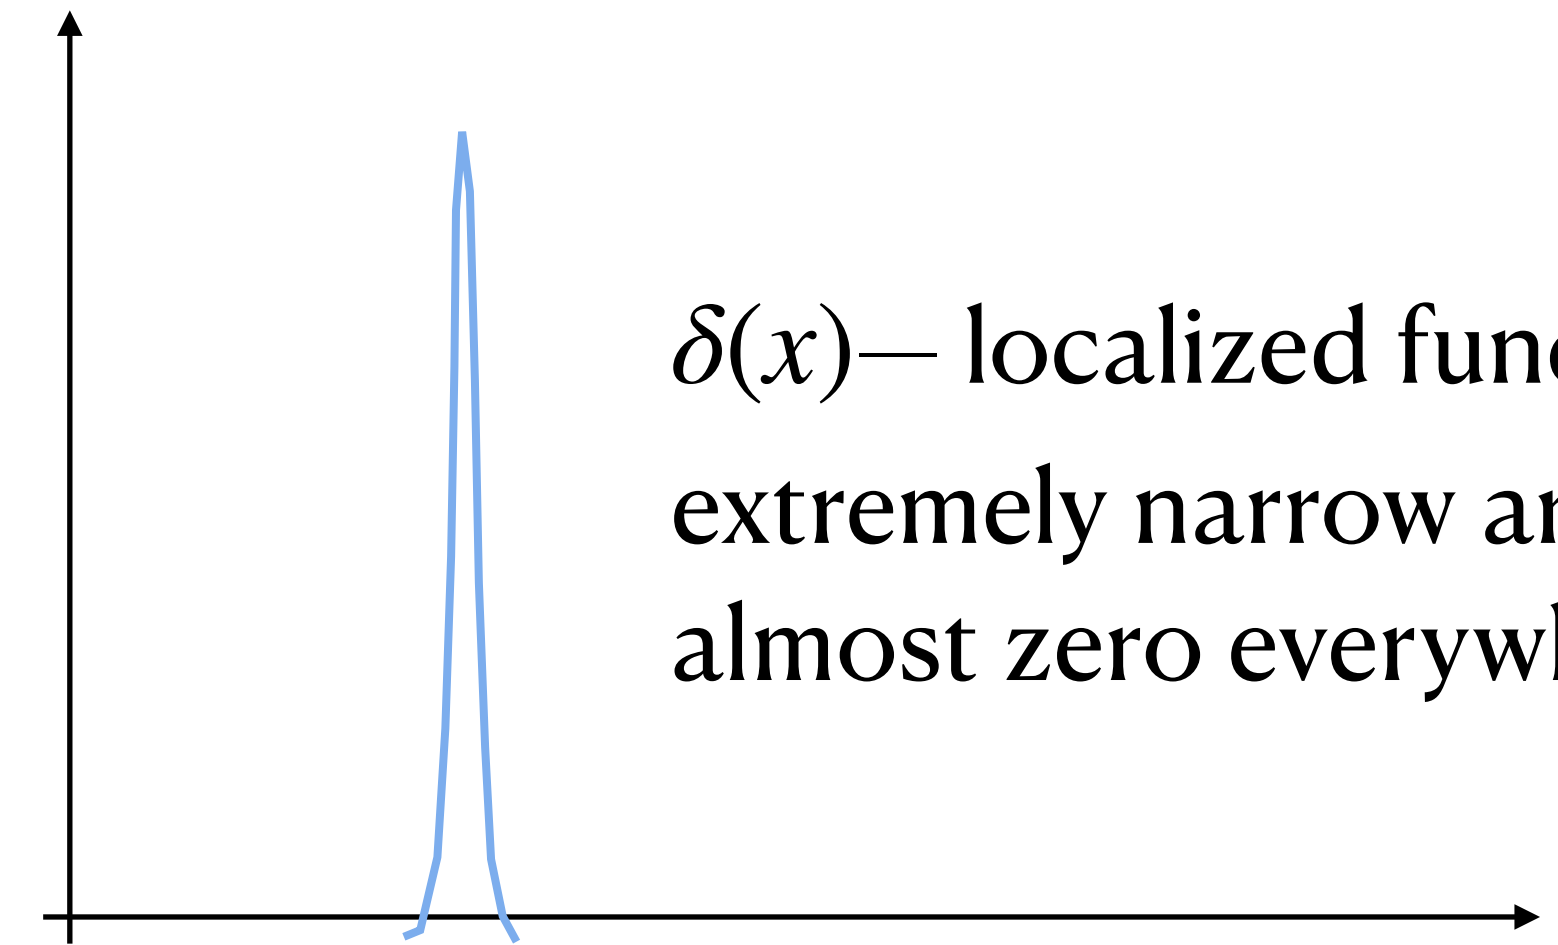 δ(x)— localized
extremely narrow
almost zero